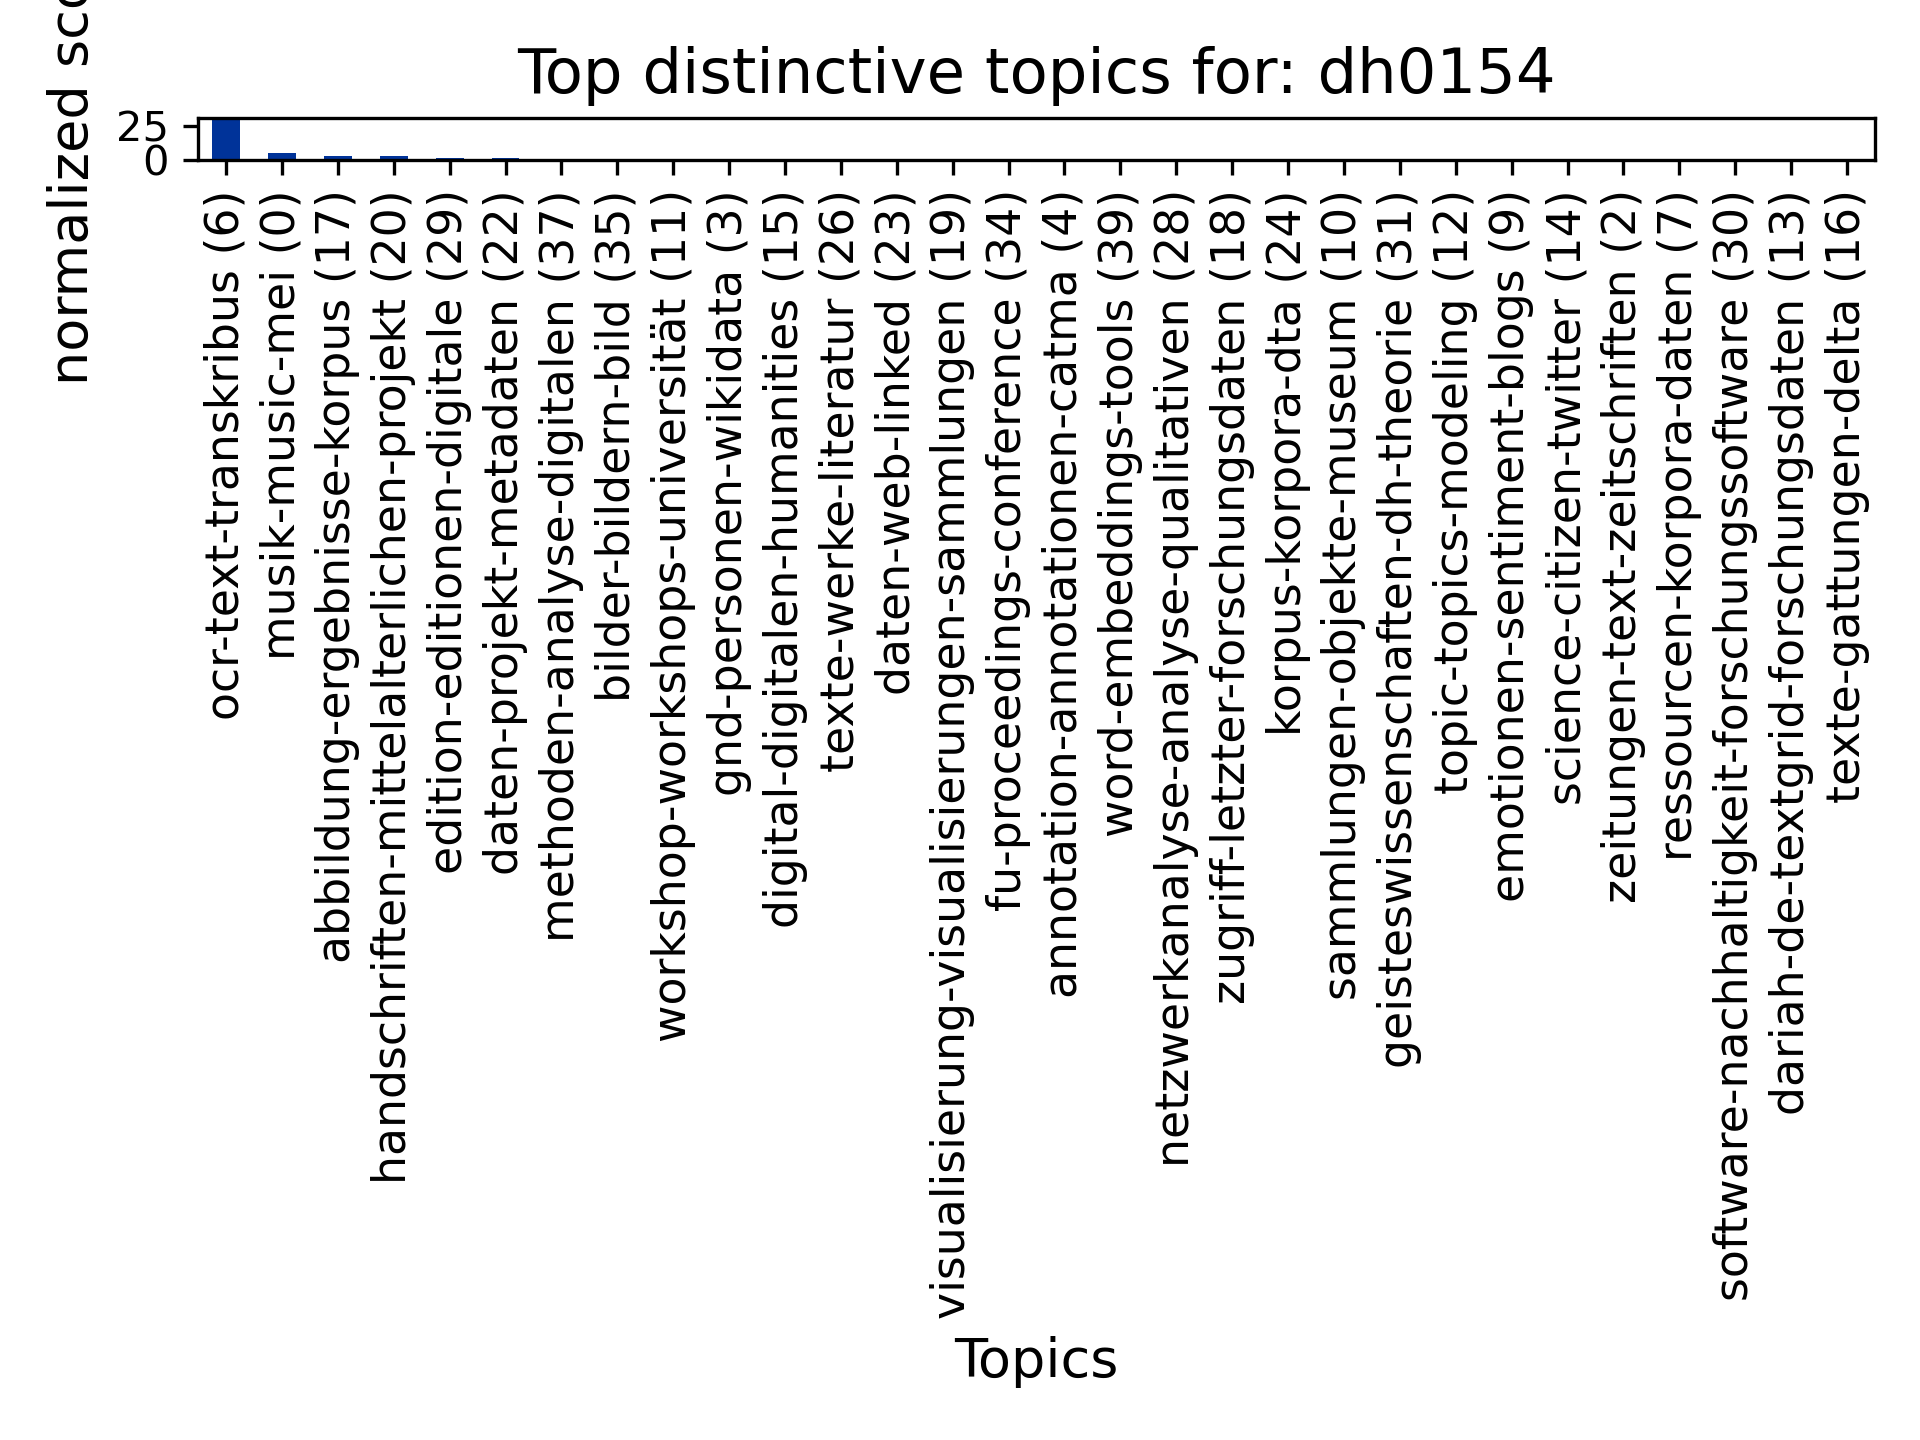 Top distinctive topics for: dh0154
normalized
25
0
ocr-text-transkribus (6)
musik-music-mei (0)
abbildung-ergebnisse-korpus (17)
handschriften-mittelalterlichen-projekt (20)
edition-editionen-digitale (29)
daten-projekt-metadaten (22)
methoden-analyse-digitalen (37)
bilder-bildern-bild (35)
workshop-workshops-universität (11)
gnd-personen-wikidata (3)
digital-digitalen-humanities (15)
texte-werke-literatur (26)
daten-web-linked (23)
visualisierung-visualisierungen-sammlungen (19)
fu-proceedings-conference (34)
annotation-annotationen-catma (4)
word-embeddings-tools (39)
netzwerkanalyse-analyse-qualitativen (28)
zugriff-letzter-forschungsdaten (18)
korpus-korpora-dta (24)
sammlungen-objekte-museum (10)
geisteswissenschaften-dh-theorie (31)
topic-topics-modeling (12)
emotionen-sentiment-blogs (9)
science-citizen-twitter (14)
zeitungen-text-zeitschriften (2)
ressourcen-korpora-daten (7)
software-nachhaltigkeit-forschungssoftware (30)
dariah-de-textgrid-forschungsdaten (13)
texte-gattungen-delta (16)
Topics